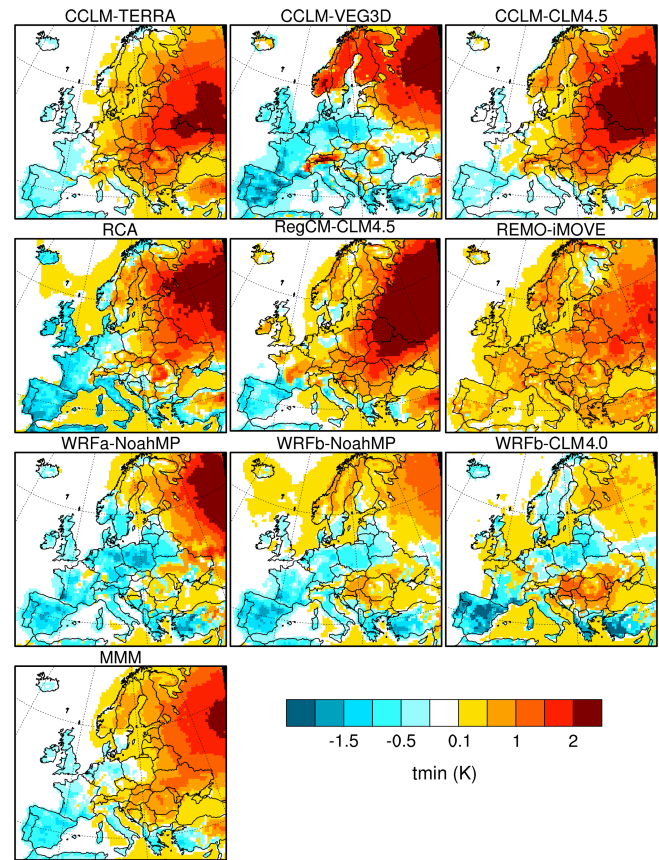 CCLM-TERRA CCLM-VEG3D CCLM-CLM4.5
RCA RegCM-CLM4.5 REMO-iMOVE
WRFa-NoahMP WRFb-NoahMP WRFb-CLM4.0
MMM
-1.5 -0.5 0.1 1 2
tmin (K)